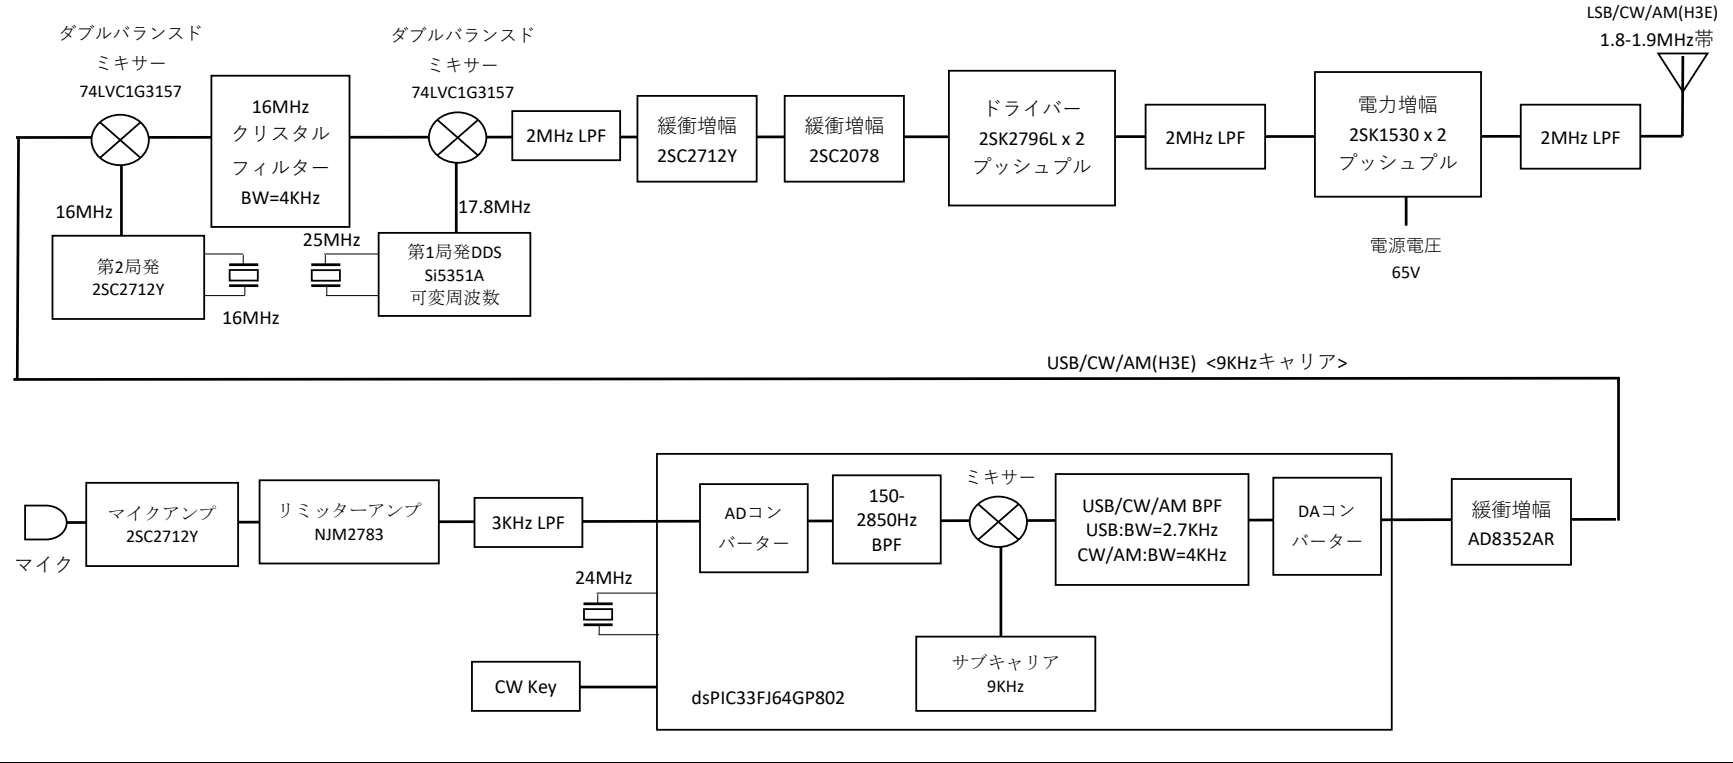 ダブルバランスド
ミキサー
74LVC1G3157
16MHz
クリスタル
フィルター
BW=4KHz
ダブルバランスド
ミキサー
74LVC1G3157
2MHz LPF
緩衝増幅
2SC2712Y
緩衝増幅
2SC2078
ドライバー
2SK2796L x 2
プッシュプル
2MHz LPF
電力増幅
2SK1530 x 2
プッシュプル
2MHz LPF
LSB/CW/AM(H3E)
1.8-1.9MHz帯
16MHz
第2局発
2SC2712Y
16MHz
25MHz
17.8MHz
第1局発DDS
Si5351A
可変周波数
電源電圧
65V
USB/CW/AM(H3E) <9KHzキャリア>
マイク
マイクアンプ
2SC2712Y
リミッターアンプ
NJM2783
3KHz LPF
24MHz
CW Key
ADコン
バーター
150-
2850Hz
BPF
ミキサー
USB/CW/AM BPF
USB:BW=2.7KHz
CW/AM:BW=4KHz
DAコン
バーター
緩衝増幅
AD8352AR
サブキャリア
9KHz
dsPIC33FJ64GP802